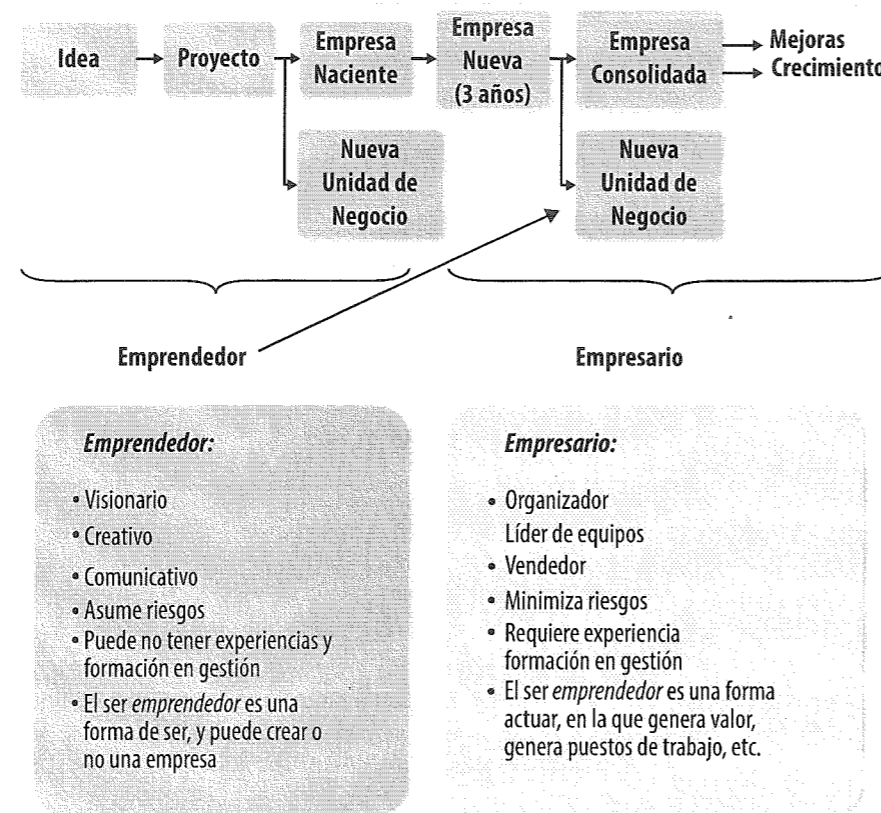 Idea
Proyecto
Empresa
Naciente
Empresa
Nueva
(3 años)
Empresa
Consolidada
Mejoras
Crecimiento
Nueva
Unidad de
Negocio
Nueva
Unidad de
Negocio
Emprendedor
Empresario
Emprendedor:
• Visionario
• Creativo
• Comunicativo
• Asume riesgos
• Puede no tener experiencias y
formación en gestión
• El ser emprendedor es una
forma de ser, y puede crear o
no una empresa
Empresario:
• Organizador
Líder de equipos
• Vendedor
• Minimiza riesgos
• Requiere experiencia
formación en gestión
• El ser emprendedor es una forma
actuar, en la que genera valor,
genera puestos de trabajo, etc.